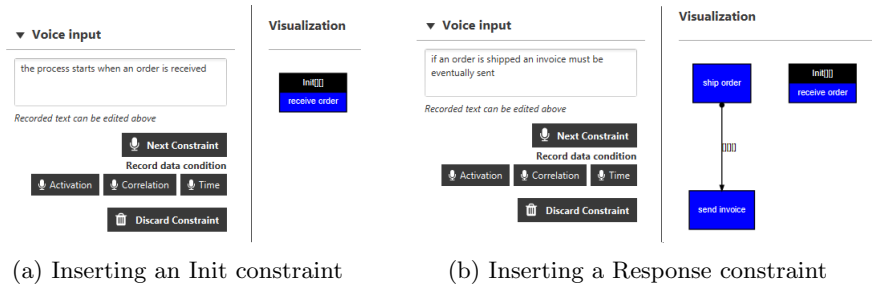 ▼ Voice input
the process starts when an order is received
Recorded text can be edited above
Next Constraint
Record data condition
Activation Correlation Time
Discard Constraint
Visualization
Init[][]
receive order
(a) Inserting an Init constraint
▼ Voice input
if an order is shipped an invoice must be
eventually sent
Recorded text can be edited above
Next Constraint
Record data condition
Activation Correlation Time
Discard Constraint
Visualization
ship order
Init[][]
receive order
[][][]
send invoice
(b) Inserting a Response constraint